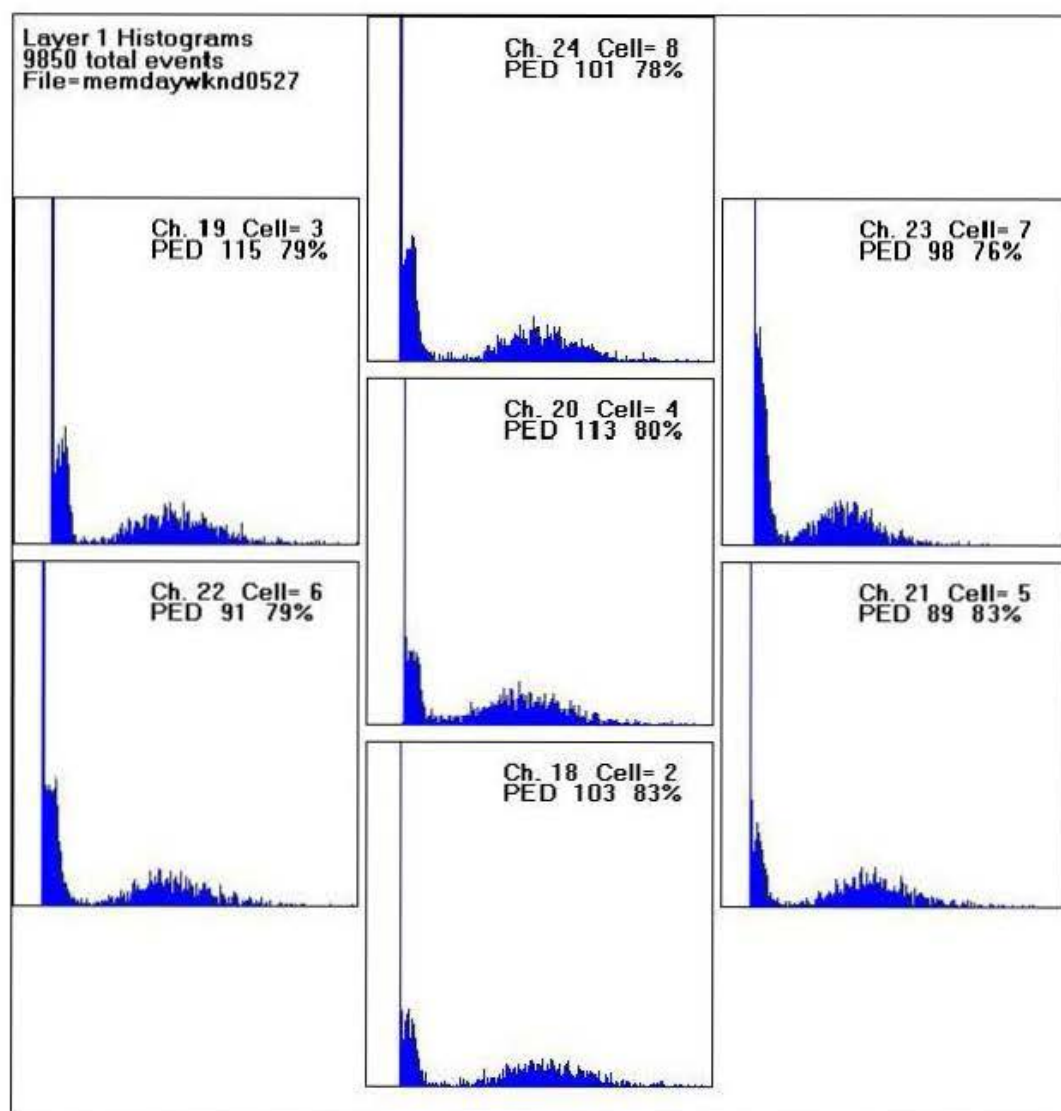 Layer 1 Histograms
9850 total events
File=memdaywknd0527
Ch. 24 Cell= 8
PED 101 78%
Ch. 19 Cell= 3
PED 115 79%
Ch. 23 Cell= 7
PED 98 76%
Ch. 20 Cell= 4
PED 113 80%
Ch. 22 Cell= 6
PED 91 79%
Ch. 21 Cell= 5
PED 89 83%
Ch. 18 Cell= 2
PED 103 83%